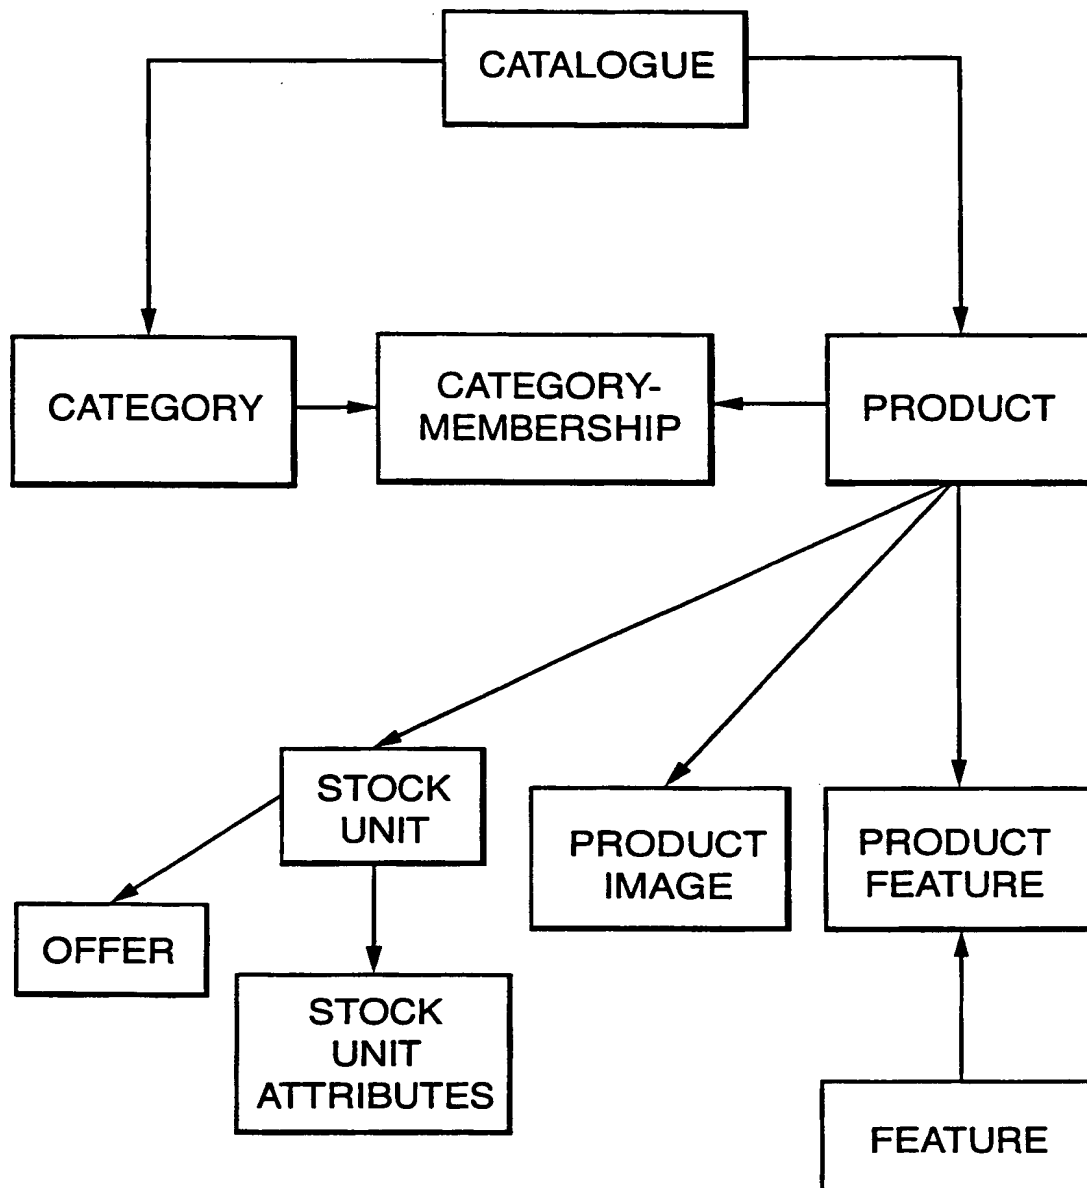 CATALOGUE
CATEGORY
CATEGORY-
MEMBERSHIP
PRODUCT
STOCK
UNIT
PRODUCT
IMAGE
PRODUCT
FEATURE
OFFER
STOCK
UNIT
ATTRIBUTES
FEATURE